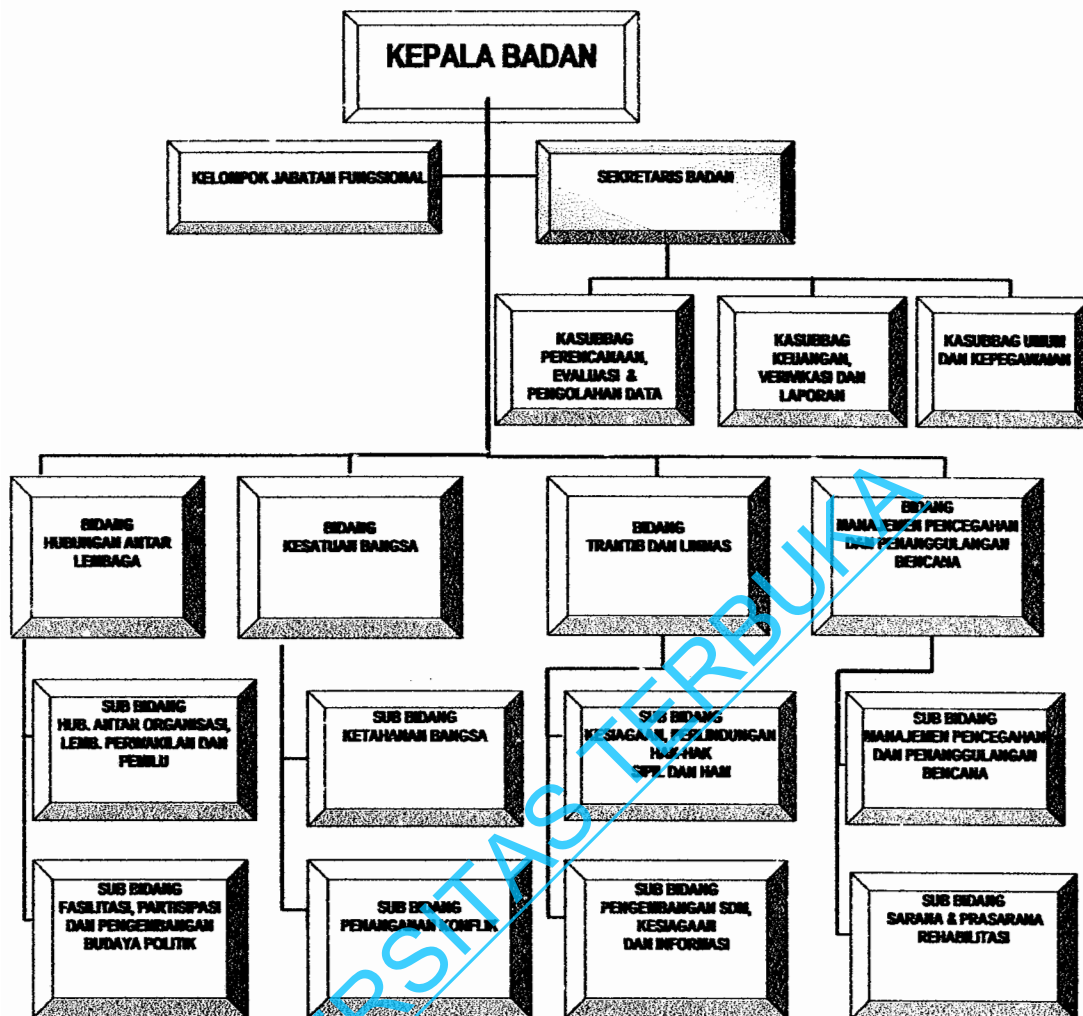 KEPALA BADAN
KELOMPOK JABATAN FUNGSIONAL
SEKRETARIS BADAN
KASUBBAG
PERENCANAAN,
EVALUASI &
PENGOLAHAN DATA
KASUBBAG
KEUANGAN,
VERIVIKASI DAN
LAPORAN
KASUBBAG UMUM
DAN KEPEGAWAIAN
BIDANG
HUBUNGAN ANTAR
LEMBAGA
BIDANG
KESATUAN BANGSA
BIDANG
TRANTIB DAN LINMAS
BIDANG
MANAJEMEN PENCEGAHAN
DAN PENANGGULANGAN
BENCANA
SUB BIDANG
HUB. ANTAR ORGANISASI,
LEMB. PERWAKILAN DAN
PEMILU
SUB BIDANG
KETAHANAN BANGSA
SUB BIDANG
KESIAGAAN, PERLINDUNGAN
HAK-HAK
SIPIL DAN HAM
SUB BIDANG
MANAJEMEN PENCEGAHAN
DAN PENANGGULANGAN
BENCANA
SUB BIDANG
FASILITASI, PARTISIPASI
DAN PENGEMBANGAN
BUDAYA POLITIK
SUB BIDANG
PENANGANAN KONFLIK
SUB BIDANG
PENGEMBANGAN SDM,
KESIAGAAN
DAN INFORMASI
SUB BIDANG
SARANA & PRASARANA
REHABILITASI
ERSITAS TERBUKA